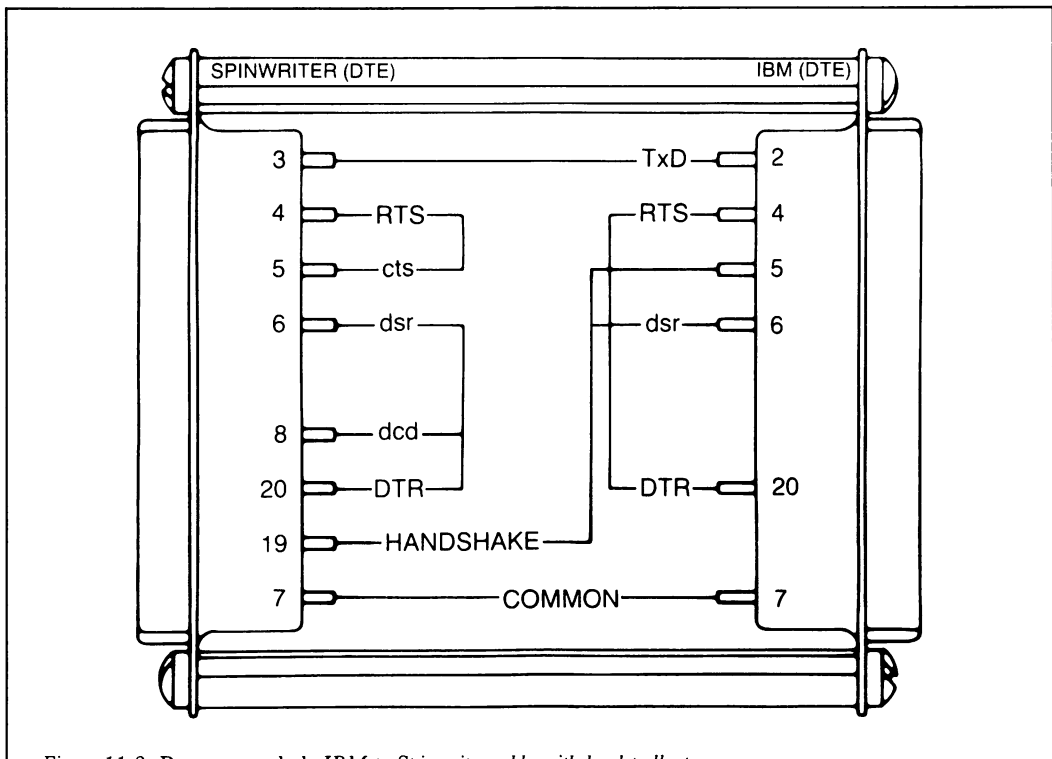 SPINWRITER (DTE) IBM (DTE)
3 TxD 2
4 RTS RTS 4
5 cts 5
6 dsr dsr 6
8 dcd
20 DTR DTR 20
19 HANDSHAKE
7 COMMON 7